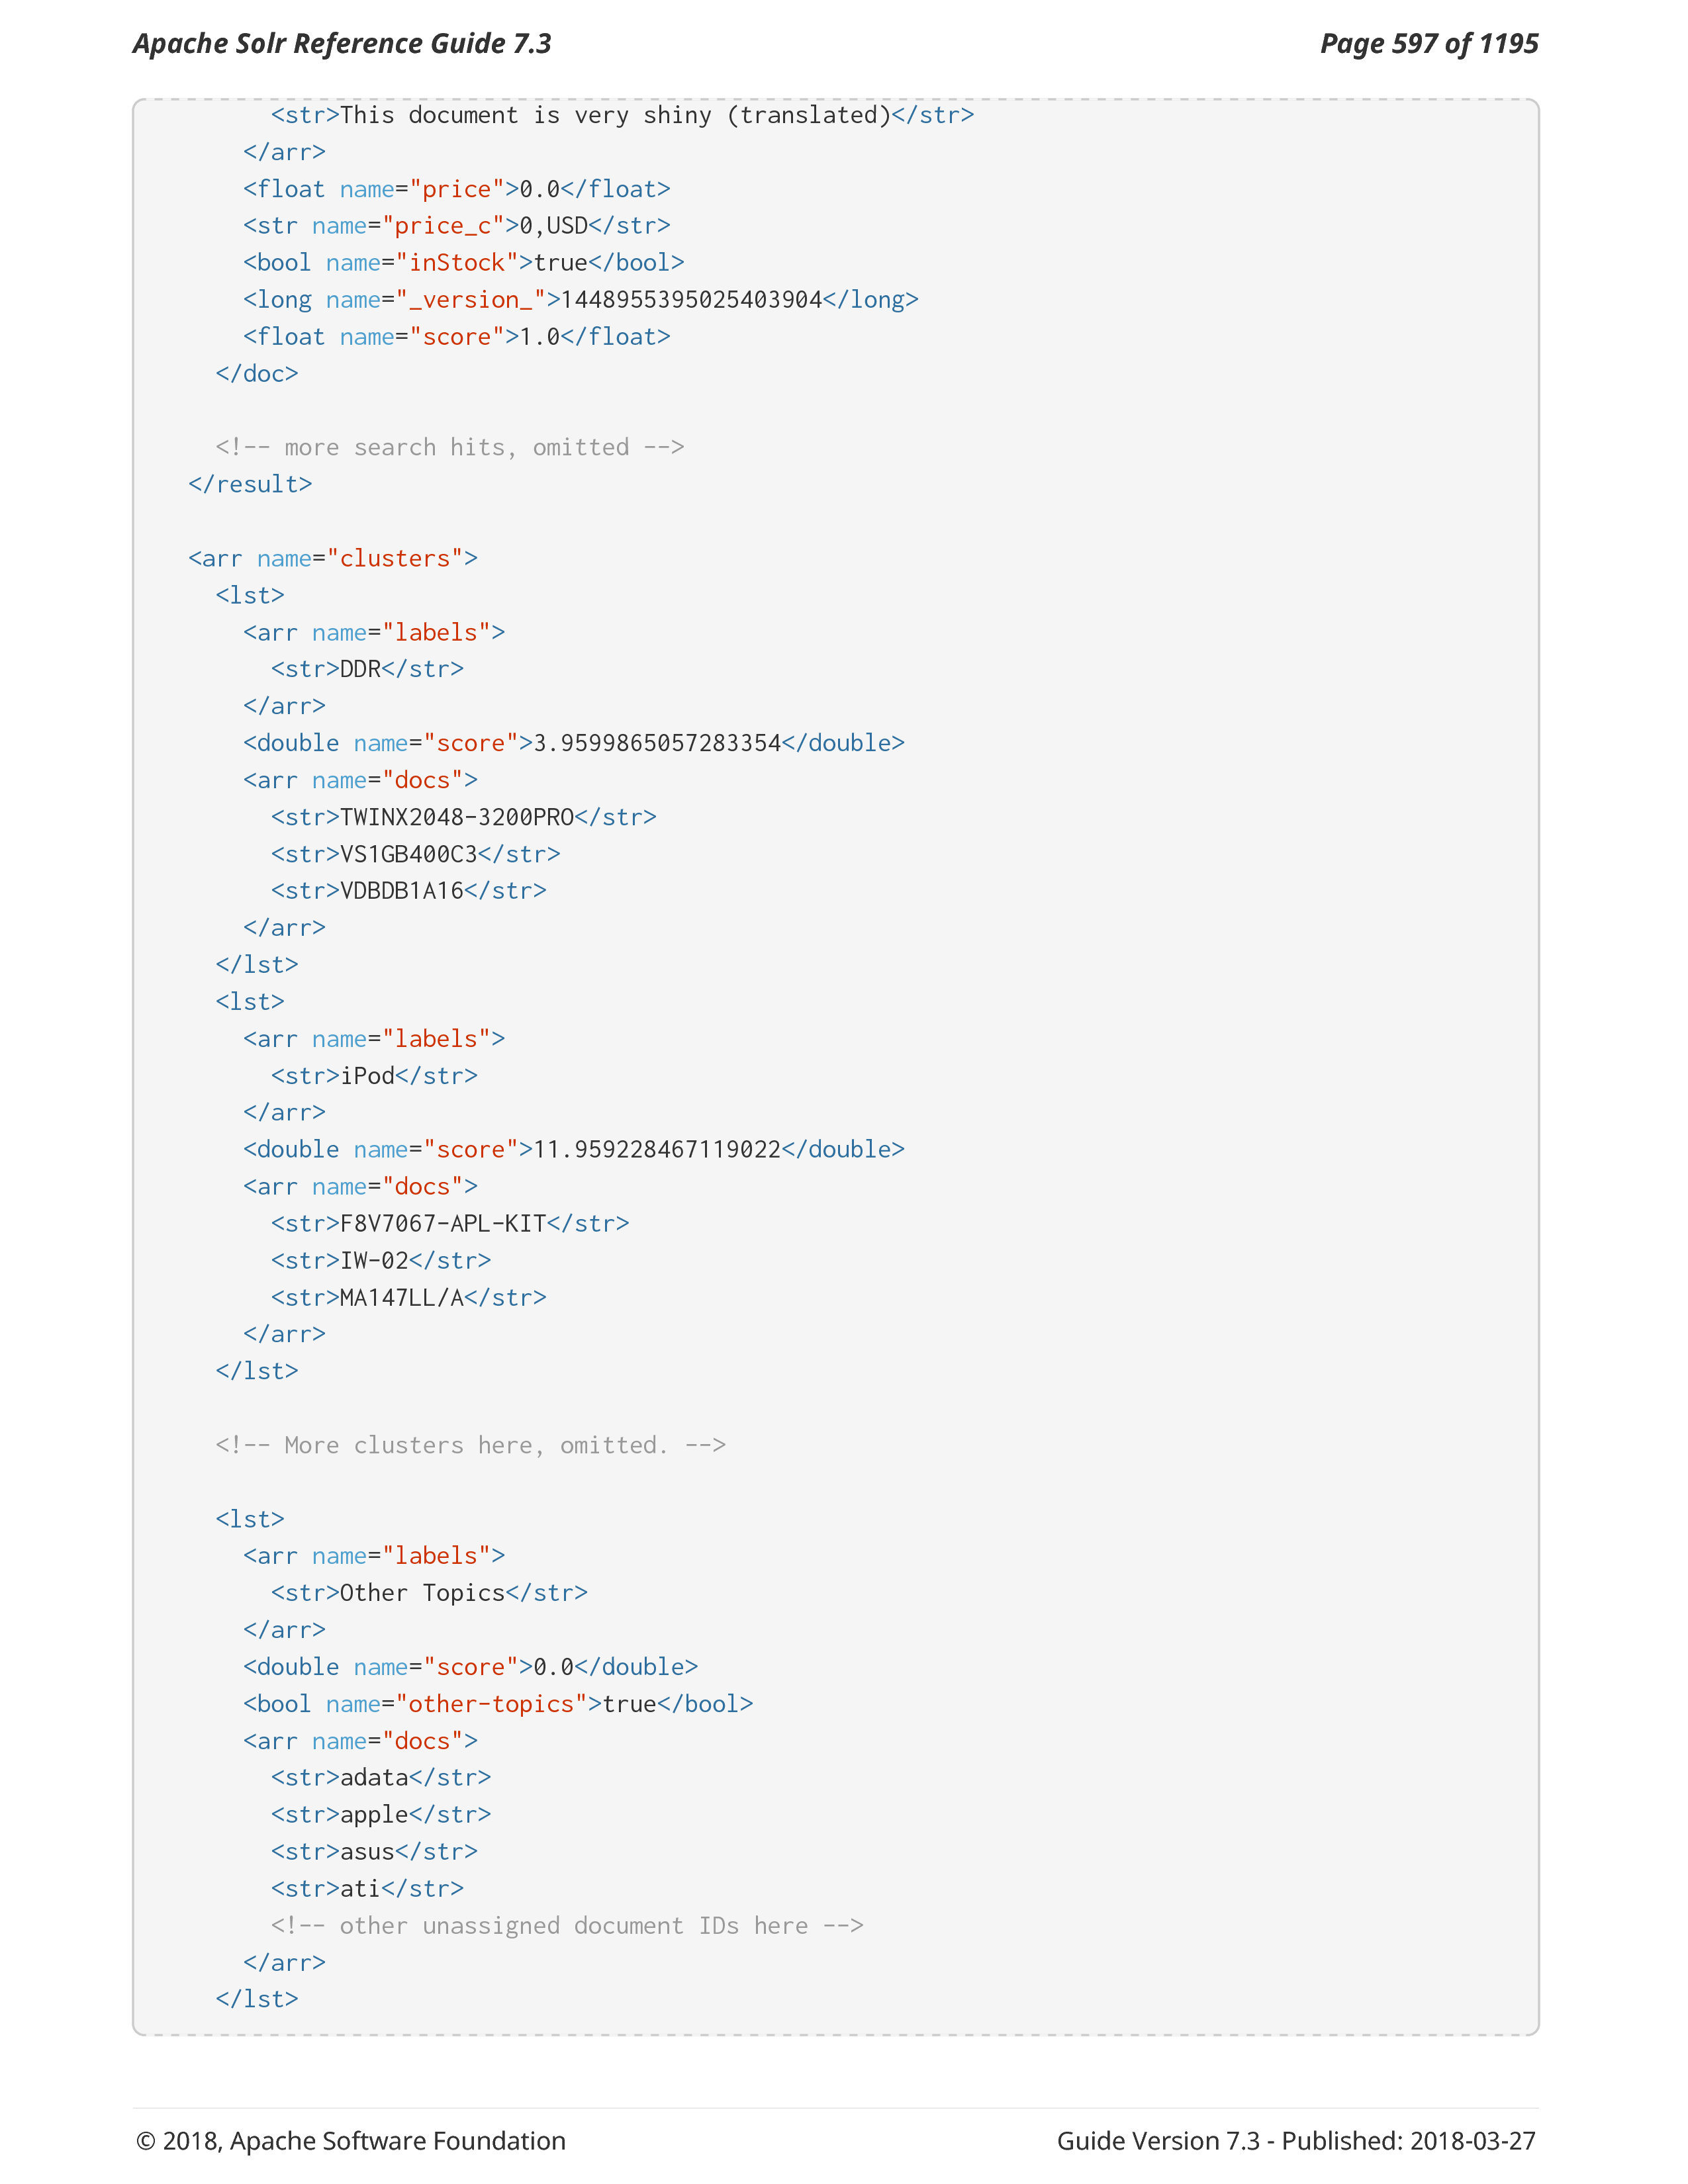 Apache Solr Reference Guide 7.3
Page 597 of 1195
<str>This document is very shiny (translated)</str>
</arr>
<float name="price">0.0</float>
<str name="price_c">0,USD</str>
<bool name="inStock">true</bool>
<long name="_version_">1448955395025403904</long>
<float name="score">1.0</float>
</doc>
<!-- more search hits, omitted -->
</result>
<arr name="clusters">
<lst>
<arr name="labels">
<str>DDR</str>
</arr>
<double name="score">3.9599865057283354</double>
<arr name="docs">
<str>TWINX2048-3200PRO</str>
<str>VS1GB400C3</str>
<str>VDBDB1A16</str>
</arr>
</lst>
<lst>
<arr name="labels">
<str>iPod</str>
</arr>
<double name="score">11.959228467119022</double>
<arr name="docs">
<str>F8V7067-APL-KIT</str>
<str>IW-02</str>
<str>MA147LL/A</str>
</arr>
</lst>
<!-- More clusters here, omitted. -->
<lst>
<arr name="labels">
<str>Other Topics</str>
</arr>
<double name="score">0.0</double>
<bool name="other-topics">true</bool>
<arr name="docs">
<str>adata</str>
<str>apple</str>
<str>asus</str>
<str>ati</str>
<!-- other unassigned document IDs here -->
</arr>
</lst>
© 2018, Apache Software Foundation
Guide Version 7.3 - Published: 2018-03-27